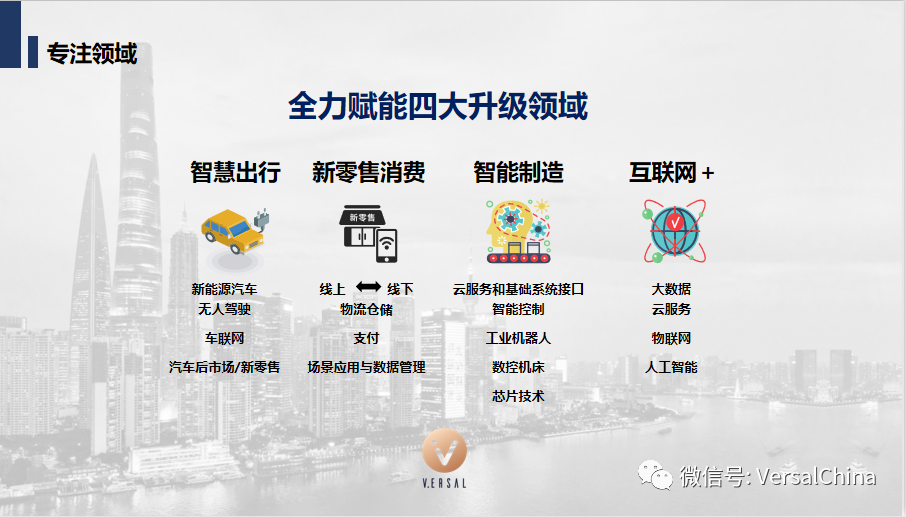 专注领域
全力赋能四大升级领域
智慧出行
新能源汽车
无人驾驶
车联网
汽车后市场/新零售
新零售消费
新零售
线上 线下
物流仓储
支付
场景应用与数据管理
智能制造
云服务和基础系统接口
智能控制
工业机器人
数控机床
芯片技术
互联网+
大数据
云服务
物联网
人工智能
V.ERSAL
微信号: VersalChina